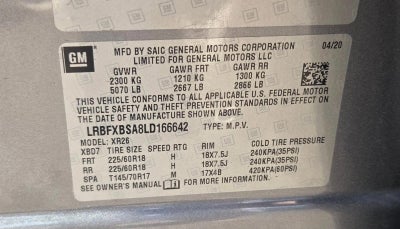 GM
MFD BY SAIC GENERAL MOTORS CORPORATION
LIMITED FOR GENERAL MOTORS LLC
04/20
GVWR GAWR FRT GAWR RR
2300 KG 1210 KG 1300 KG
5070 LB 2667 LB 2866 LB
THIS VEHICLE CONFORMS TO ALL APPLICABLE U.S. FEDERAL MOTOR
VEHICLE SAFETY AND THEFT PREVENTION STANDARDS IN EFFECT ON
THE DATE OF MANUFACTURE SHOWN ABOVE.
LRBFXBSA8LD166642 TYPE: M.P.V.
MODEL: XR26
XBD7 TIRE SIZE SPEED RTG RIM COLD TIRE PRESSURE
FRT 225/60R18 H 18X7.5J 240KPA(35PSI)
RR 225/60R18 H 18X7.5J 240KPA(35PSI)
SPA T145/70R17 M 17X4B 420KPA(60PSI)
SEE OWNER'S MANUAL FOR MORE INFORMATION.